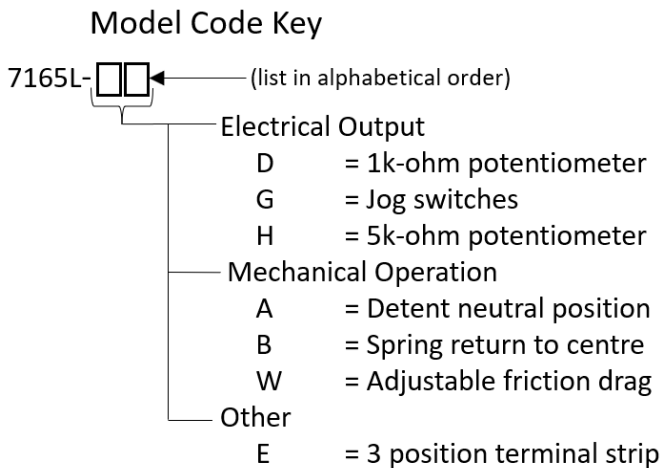 Model Code Key
7165L- (list in alphabetical order)
Electrical Output
D = 1k-ohm potentiometer
G = Jog switches
H = 5k-ohm potentiometer
Mechanical Operation
A = Detent neutral position
B = Spring return to centre
W = Adjustable friction drag
Other
E = 3 position terminal strip